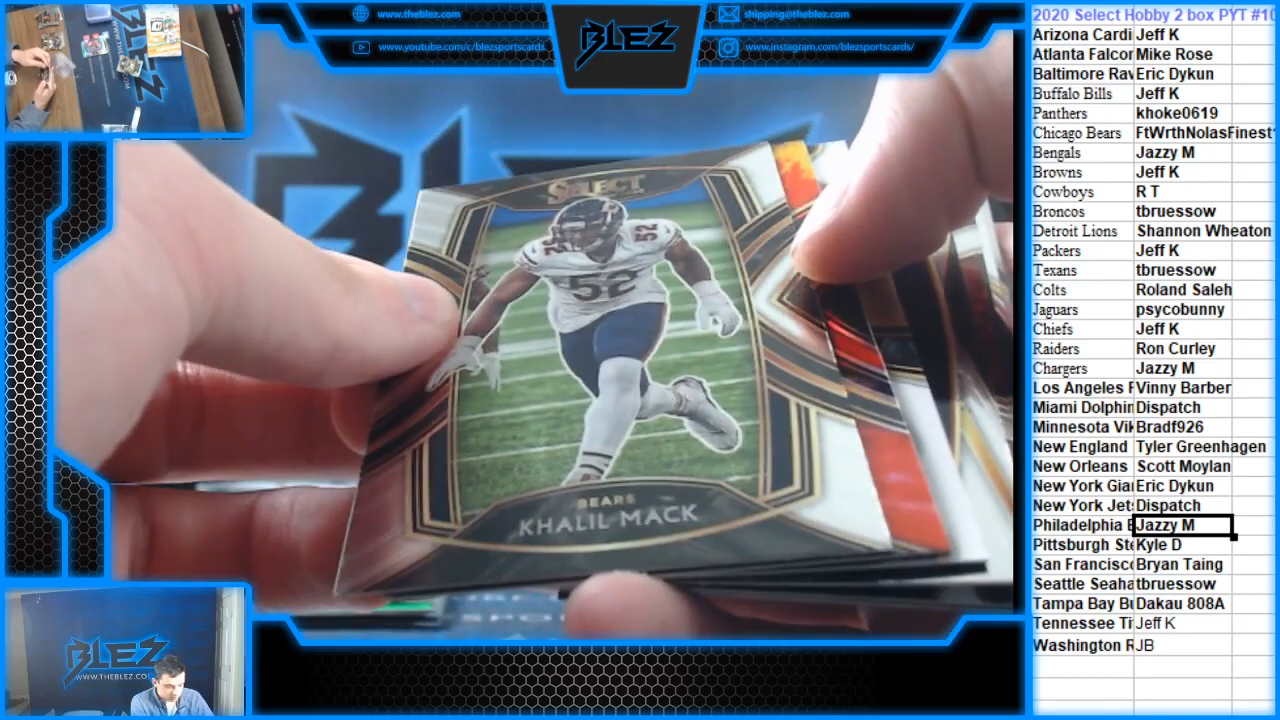 www.theblez.com
shipping@theblez.com
BLEZ
www.youtube.com/c/blezsportscards
www.instagram.com/blezsportscards/
2020 Select Hobby 2 box PYT #10
Arizona Cardi Jeff K
Atlanta Falcor Mike Rose
Baltimore Rav Eric Dykun
Buffalo Bills Jeff K
Panthers khoke0619
Chicago Bears FtWrthNolasFinest
Bengals Jazzy M
Browns Jeff K
Cowboys R T
Broncos tbruessow
Detroit Lions Shannon Wheaton
Packers Jeff K
Texans tbruessow
Colts Roland Saleh
Jaguars psycobunny
Chiefs Jeff K
Raiders Ron Curley
Chargers Jazzy M
Los Angeles R Vinny Barber
Miami Dolphin Dispatch
Minnesota Vik Bradf926
New England Tyler Greenhagen
New Orleans Scott Moylan
New York Gia Eric Dykun
New York Jet Dispatch
Philadelphia E Jazzy M
Pittsburgh Ste Kyle D
San Francisco Bryan Taing
Seattle Seaha tbruessow
Tampa Bay Bu Dakau 808A
Tennessee Ti Jeff K
Washington R JB
SELECT
52
52
BEARS
KHALIL MACK
BLEZ
WWW.THEBLEZ.COM